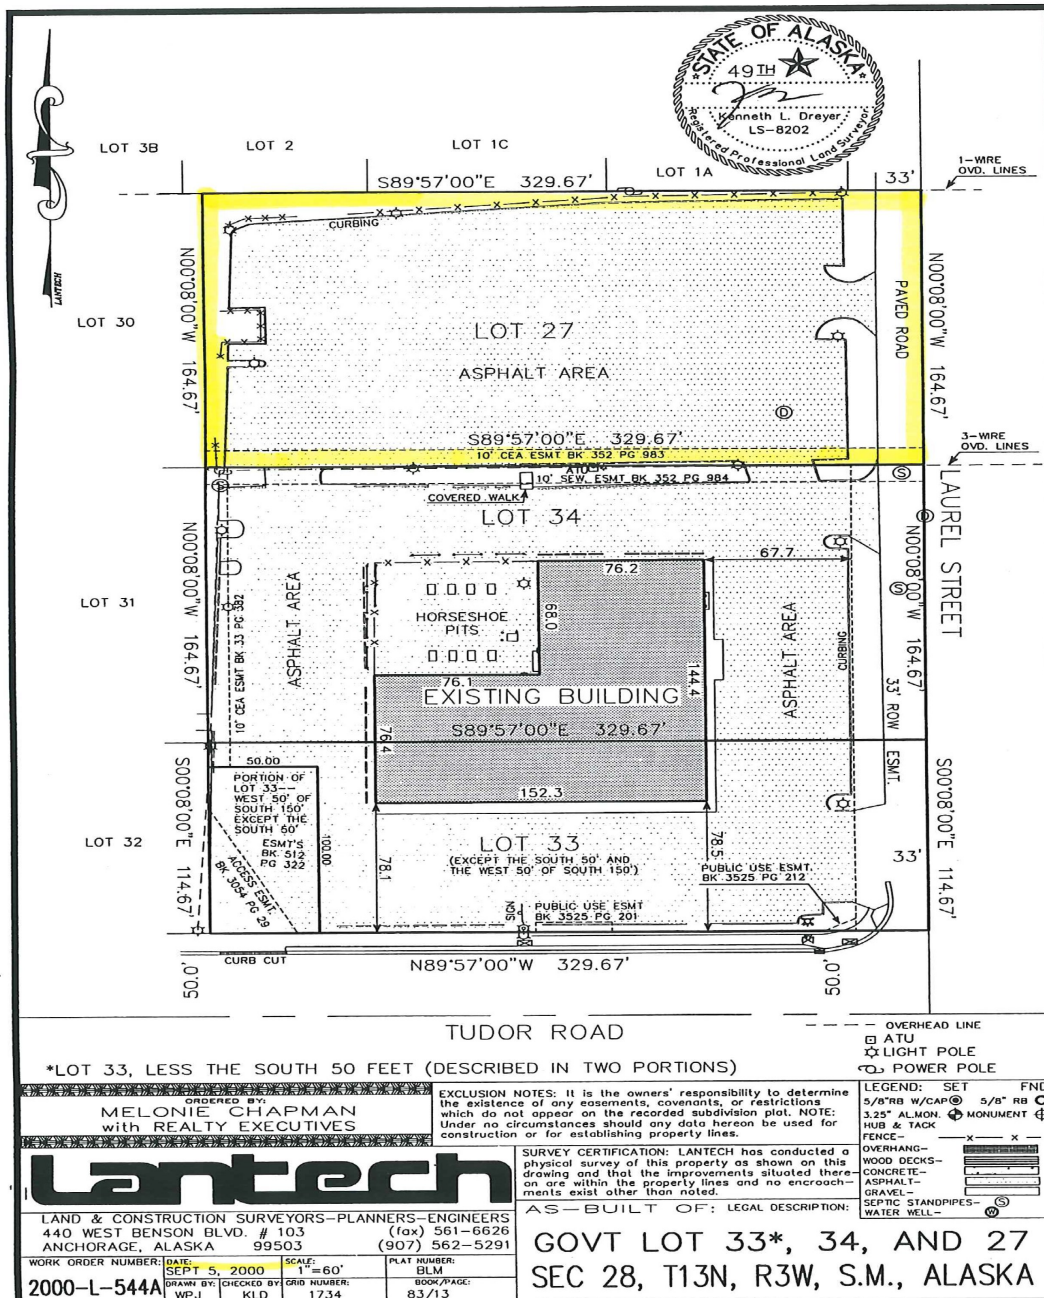 STATE OF ALASKA
49TH
Kenneth L. Dreyer
LS-8202
Registered Professional Land Surveyor
LANTECH
LOT 3B
LOT 2
LOT 1C
LOT 1A
S89°57'00"E 329.67'
33'
1-WIRE
OVD. LINES
CURBING
N00°08'00"W 164.67'
N00°08'00"W 164.67'
PAVED ROAD
LOT 30
LOT 27
ASPHALT AREA
D
S89°57'00"E 329.67'
10' CEA ESMT BK 352 PG 983
3-WIRE
OVD. LINES
ATU
10' SEW. ESMT BK 352 PG 984
COVERED WALK
S
S
LOT 34
LAUREL STREET
D
N00°08'00"W 164.67'
N00°08'00"W 164.67'
67.7
76.2
LOT 31
10' CEA ESMT BK 33 PG 382
ASPHALT AREA
HORSESHOE
PITS
68.0
S
ASPHALT AREA
CURBING
76.1
144.4
EXISTING BUILDING
33' ROW ESMT.
S89°57'00"E 329.67'
76.4
50.00
S00°08'00"E 114.67'
S00°08'00"E 114.67'
PORTION OF
LOT 33--
WEST 50' OF
SOUTH 150'
EXCEPT THE
SOUTH 50'
ESMT'S
BK. 512
PG 322
100.00
152.3
LOT 32
LOT 33
(EXCEPT THE SOUTH 50' AND
THE WEST 50' OF SOUTH 150')
78.1
78.5
33'
ACCESS ESMT.
BK 3054 PG 29
PUBLIC USE ESMT.
BK 3525 PG 212
SIGN
PUBLIC USE ESMT
BK 3525 PG 201
CURB CUT
N89°57'00"W 329.67'
50.0'
50.0'
TUDOR ROAD
OVERHEAD LINE
ATU
LIGHT POLE
POWER POLE
*LOT 33, LESS THE SOUTH 50 FEET (DESCRIBED IN TWO PORTIONS)
ORDERED BY:
MELONIE CHAPMAN
with REALTY EXECUTIVES
EXCLUSION NOTES: It is the owners' responsibility to determine
the existence of any easements, covenants, or restrictions
which do not appear on the recorded subdivision plat. NOTE:
Under no circumstances should any data hereon be used for
construction or for establishing property lines.
LEGEND: SET FND
5/8"RB W/CAP 5/8" RB
3.25" AL.MON. MONUMENT
HUB & TACK
FENCE- x x
OVERHANG-
WOOD DECKS-
CONCRETE-
ASPHALT-
GRAVEL-
SEPTIC STANDPIPES- S
WATER WELL- W
Lantech
LAND & CONSTRUCTION SURVEYORS-PLANNERS-ENGINEERS
440 WEST BENSON BLVD. # 103 (fax) 561-6626
ANCHORAGE, ALASKA 99503 (907) 562-5291
SURVEY CERTIFICATION: LANTECH has conducted a
physical survey of this property as shown on this
drawing and that the improvements situated there-
on are within the property lines and no encroach-
ments exist other than noted.
AS-BUILT OF: LEGAL DESCRIPTION:
GOVT LOT 33*, 34, AND 27
SEC 28, T13N, R3W, S.M., ALASKA
WORK ORDER NUMBER:
2000-L-544A
DATE:
SEPT 5, 2000
SCALE:
1"=60'
PLAT NUMBER:
BLM
DRAWN BY:
WPJ
CHECKED BY:
KLD
GRID NUMBER:
1734
BOOK/PAGE:
83/13